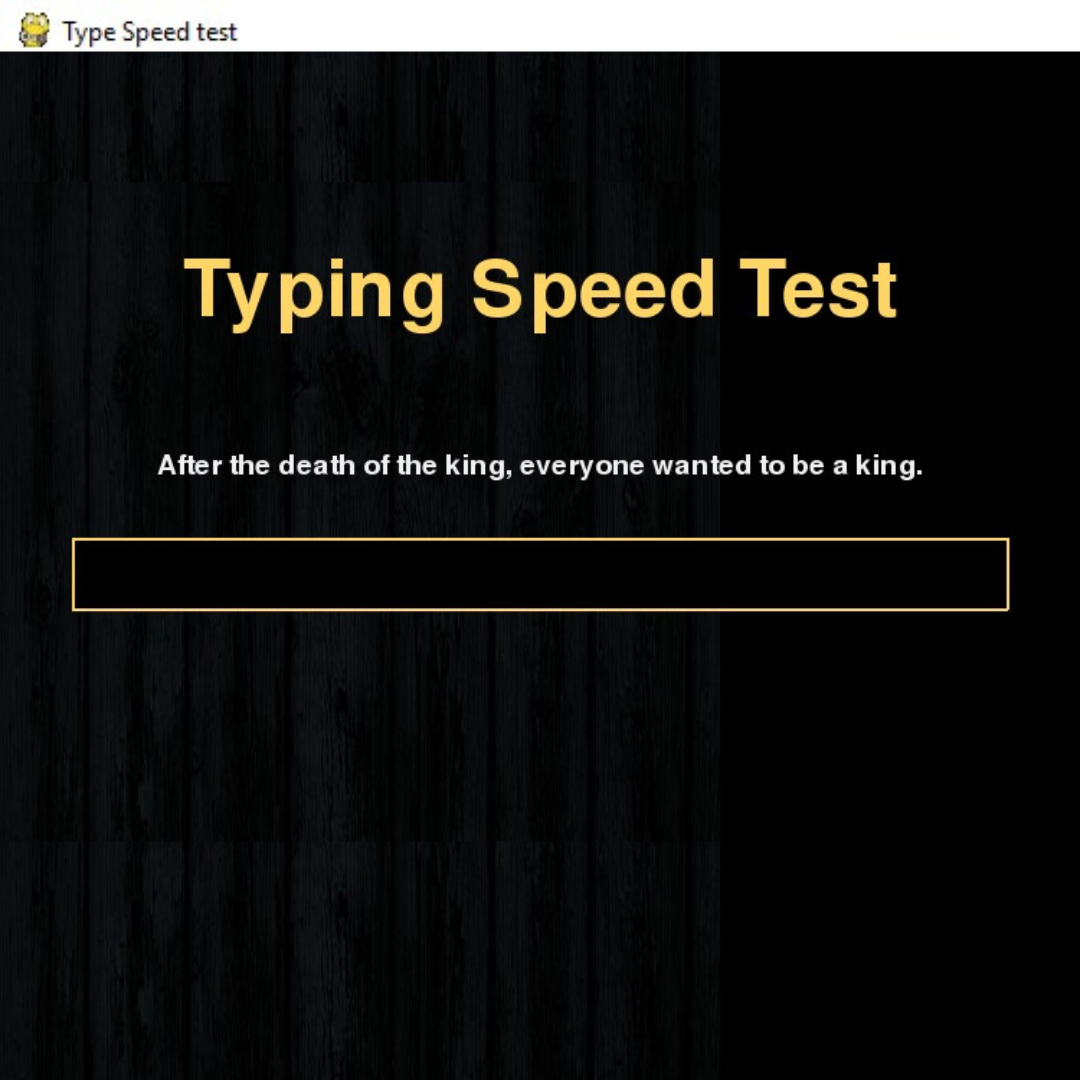 Type Speed test
Typing Speed Test
After the death of the king, everyone wanted to be a king.